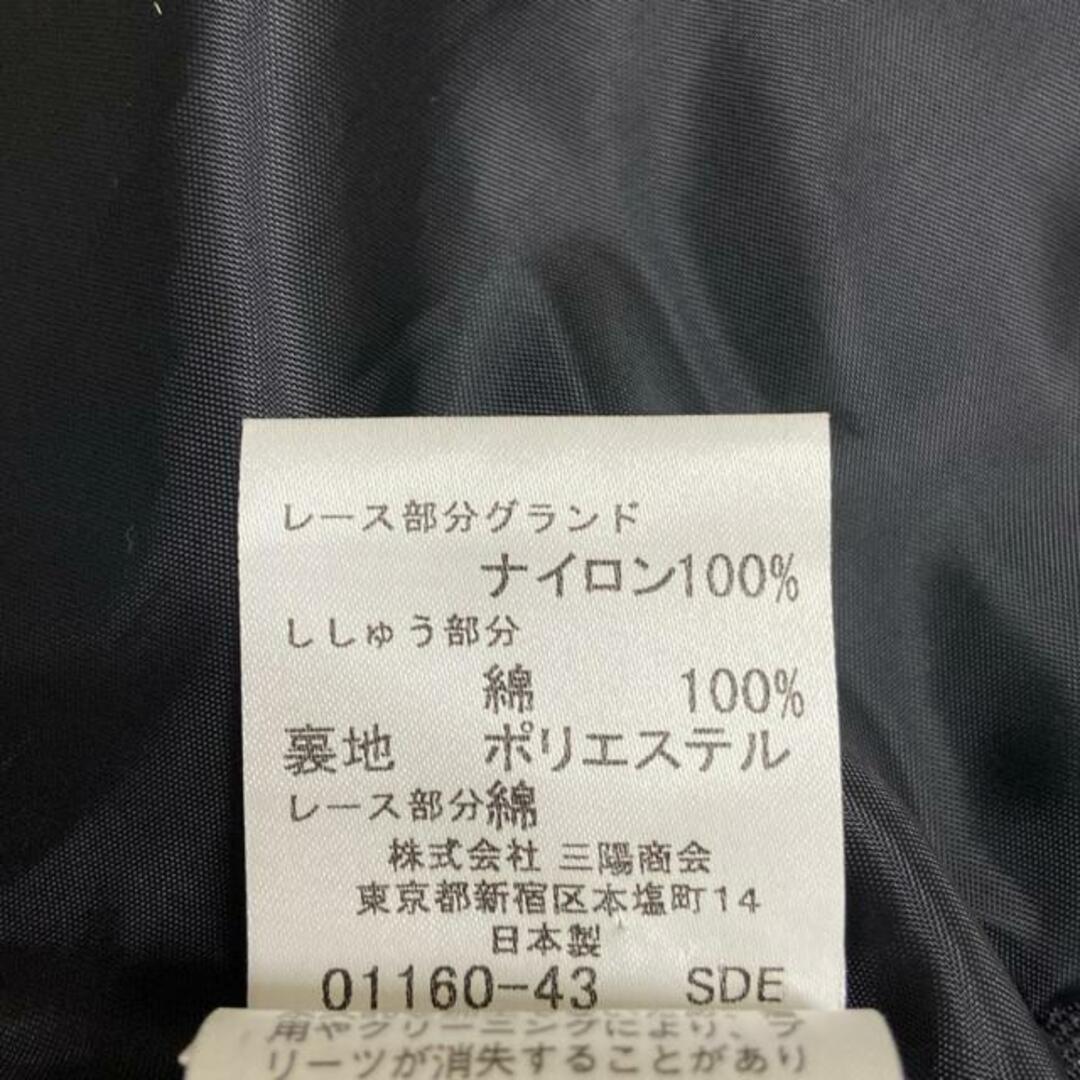 レース部分グランド
ナイロン100%
ししゅう部分
綿 100%
裏地 ポリエステル
レース部分綿
株式会社 三陽商会
東京都新宿区本塩町14
日本製
01160-43 SDE
用やクリーニングにより、プ
リーツが消失することがあり